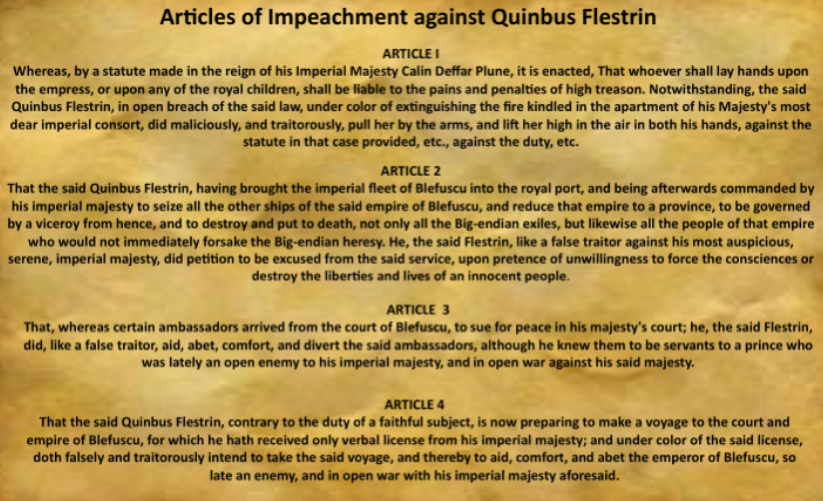 Articles of Impeachment against Quinbus Flestrin
ARTICLE I
Whereas, by a statute made in the reign of his Imperial Majesty Calin Deffar Plune, it is enacted, That whoever shall lay hands upon
the empress, or upon any of the royal children, shall be liable to the pains and penalties of high treason. Notwithstanding, the said
Quinbus Flestrin, in open breach of the said law, under color of extinguishing the fire kindled in the apartment of his Majesty's most
dear imperial consort, did maliciously, and traitorously, pull her by the arms, and lift her high in the air in both his hands, against the
statute in that case provided, etc., against the duty, etc.
ARTICLE 2
That the said Quinbus Flestrin, having brought the imperial fleet of Blefuscu into the royal port, and being afterwards commanded by
his imperial majesty to seize all the other ships of the said empire of Blefuscu, and reduce that empire to a province, to be governed
by a viceroy from hence, and to destroy and put to death, not only all the Big-endian exiles, but likewise all the people of that empire
who would not immediately forsake the Big-endian heresy. He, the said Flestrin, like a false traitor against his most auspicious,
serene, imperial majesty, did petition to be excused from the said service, upon pretence of unwillingness to force the consciences or
destroy the liberties and lives of an innocent people.
ARTICLE 3
That, whereas certain ambassadors arrived from the court of Blefuscu, to sue for peace in his majesty's court; he, the said Flestrin,
did, like a false traitor, aid, abet, comfort, and divert the said ambassadors, although he knew them to be servants to a prince who
was lately an open enemy to his imperial majesty, and in open war against his said majesty.
ARTICLE 4
That the said Quinbus Flestrin, contrary to the duty of a faithful subject, is now preparing to make a voyage to the court and
empire of Blefuscu, for which he hath received only verbal license from his imperial majesty; and under color of the said license,
doth falsely and traitorously intend to take the said voyage, and thereby to aid, comfort, and abet the emperor of Blefuscu, so
late an enemy, and in open war with his imperial majesty aforesaid.